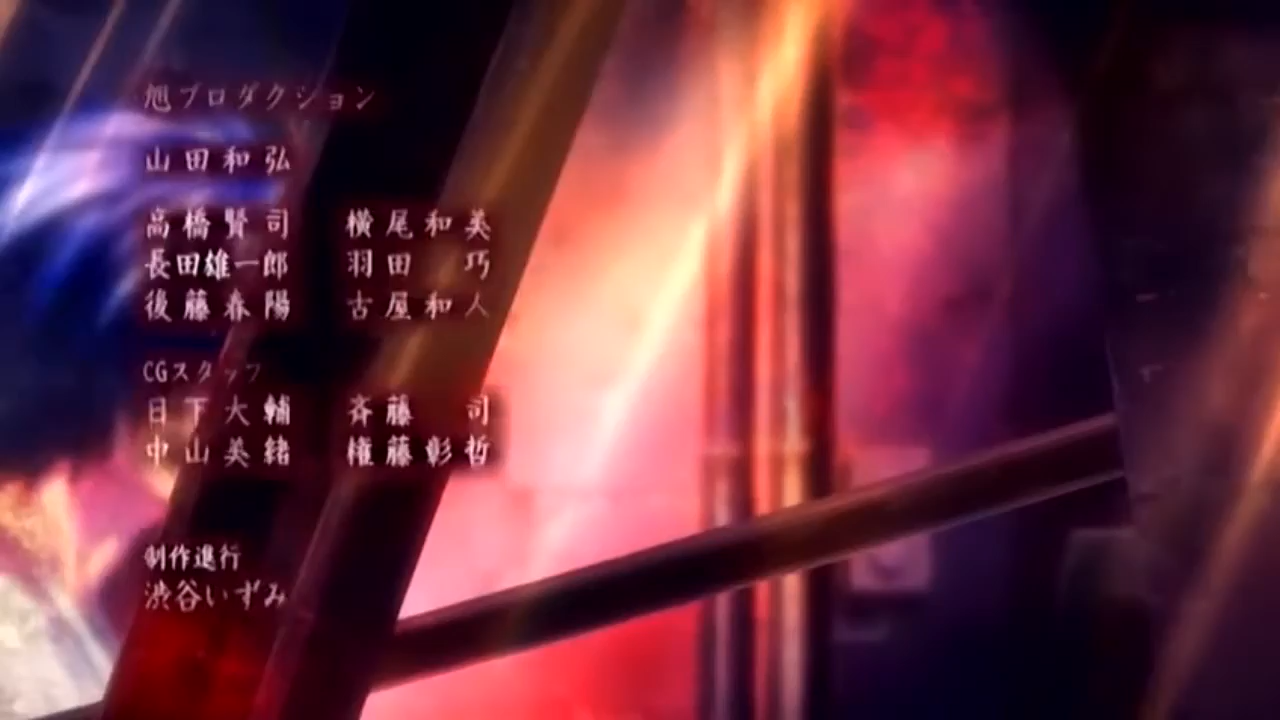 旭プロダクション
山田和弘
高橋賢司 横尾和美
長田雄一郎 羽田 巧
後藤春陽 古屋和人
CGスタッフ
日下大輔 斉藤 司
中山美緒 権藤彰哲
制作進行
渋谷いずみ